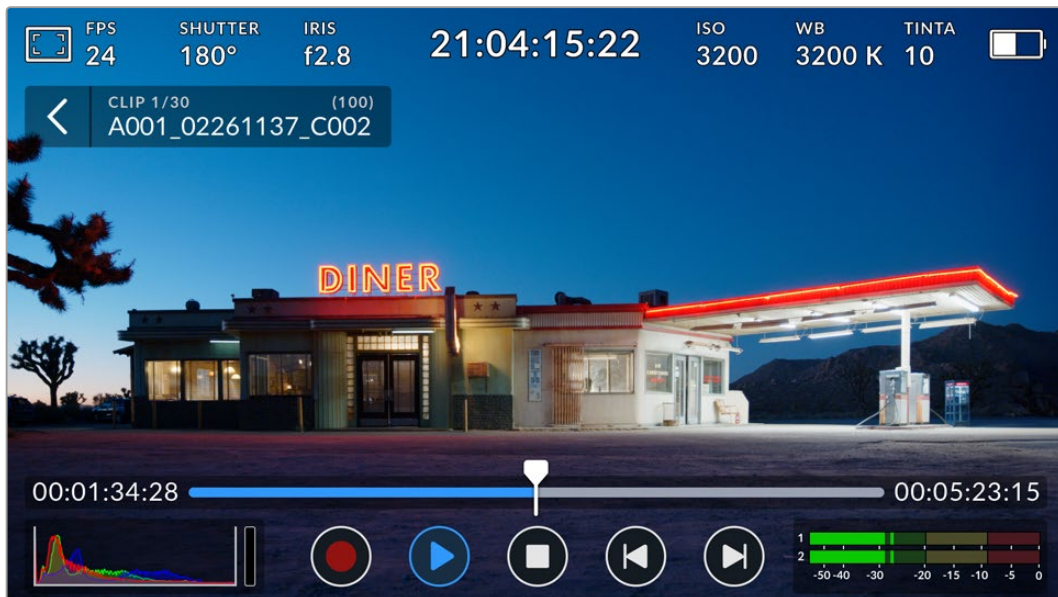 FPS
24
SHUTTER
180°
IRIS
f2.8
21:04:15:22
ISO
3200
WB
3200 K
TINTA
10
CLIP 1/30 (100)
A001_02261137_C002
DINER
00:01:34:28
00:05:23:15
1
2
-50 -40 -30 -20 -15 -10 -5 0